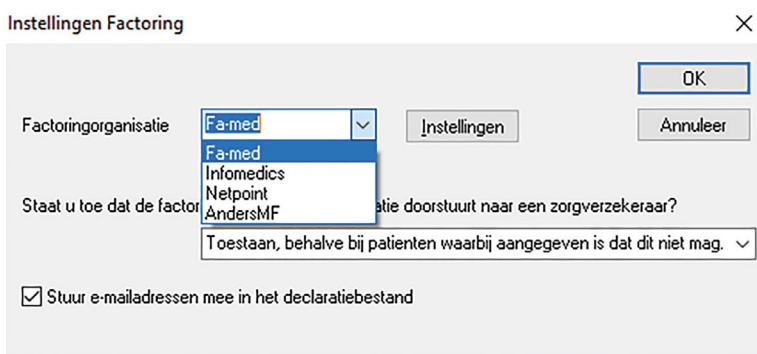 Instellingen Factoring
OK
Factoringorganisatie Fa-med Instellingen Annuleer
Fa-med
Infomedics
Netpoint
AndersMF
Staat u toe dat de factor atie doorstuurt naar een zorgverzekeraar?
Toestaan, behalve bij patienten waarbij aangegeven is dat dit niet mag.
Stuur e-mailadressen mee in het declaratiebestand